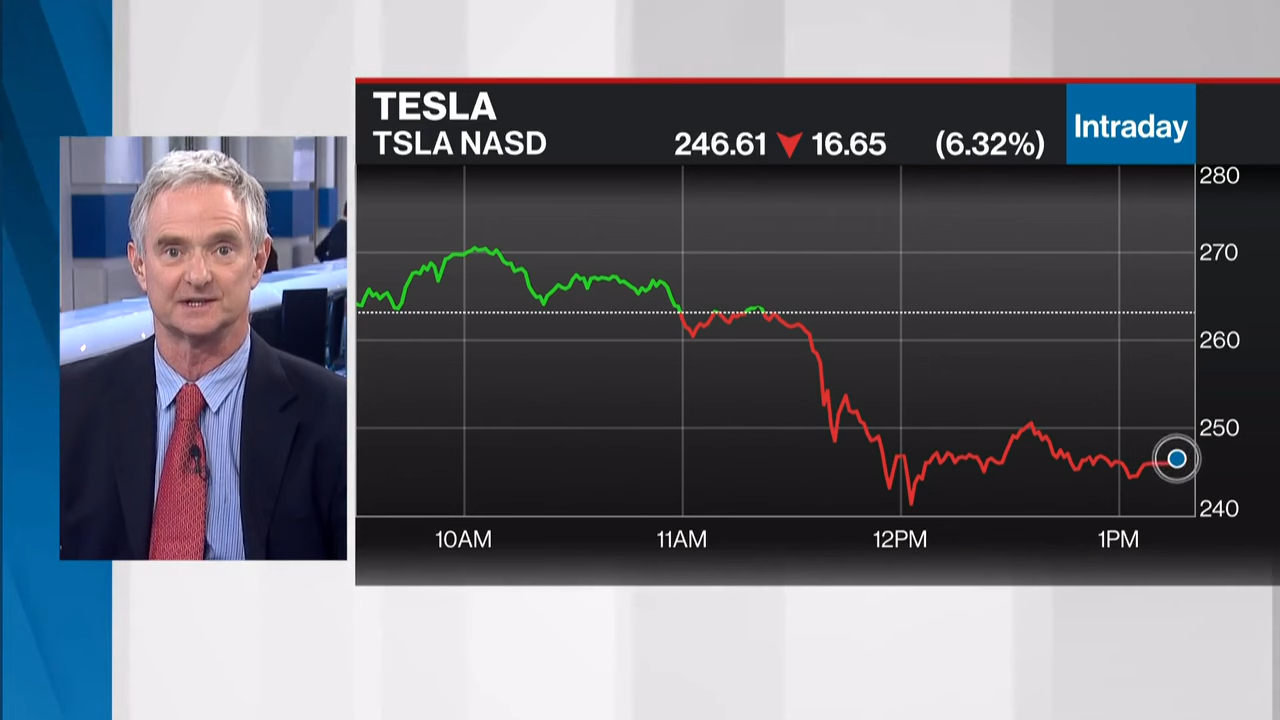 TESLA
TSLA NASD
246.61 ▼ 16.65 (6.32%)
Intraday
280
270
260
250
240
10AM 11AM 12PM 1PM